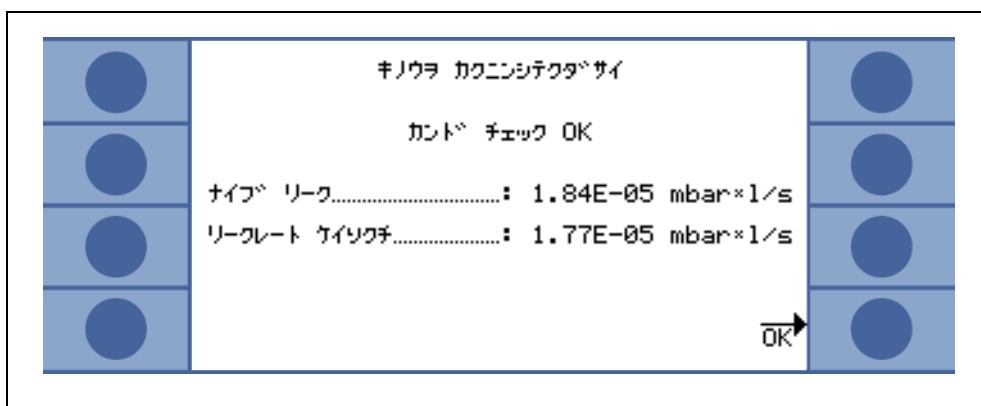 キノウヲ カクニンシテクダサイ
カンド チェック OK
ナイブ リーク.................................: 1.84E-05 mbar×l/s
リークレート ケイソクチ.....................: 1.77E-05 mbar×l/s
OK